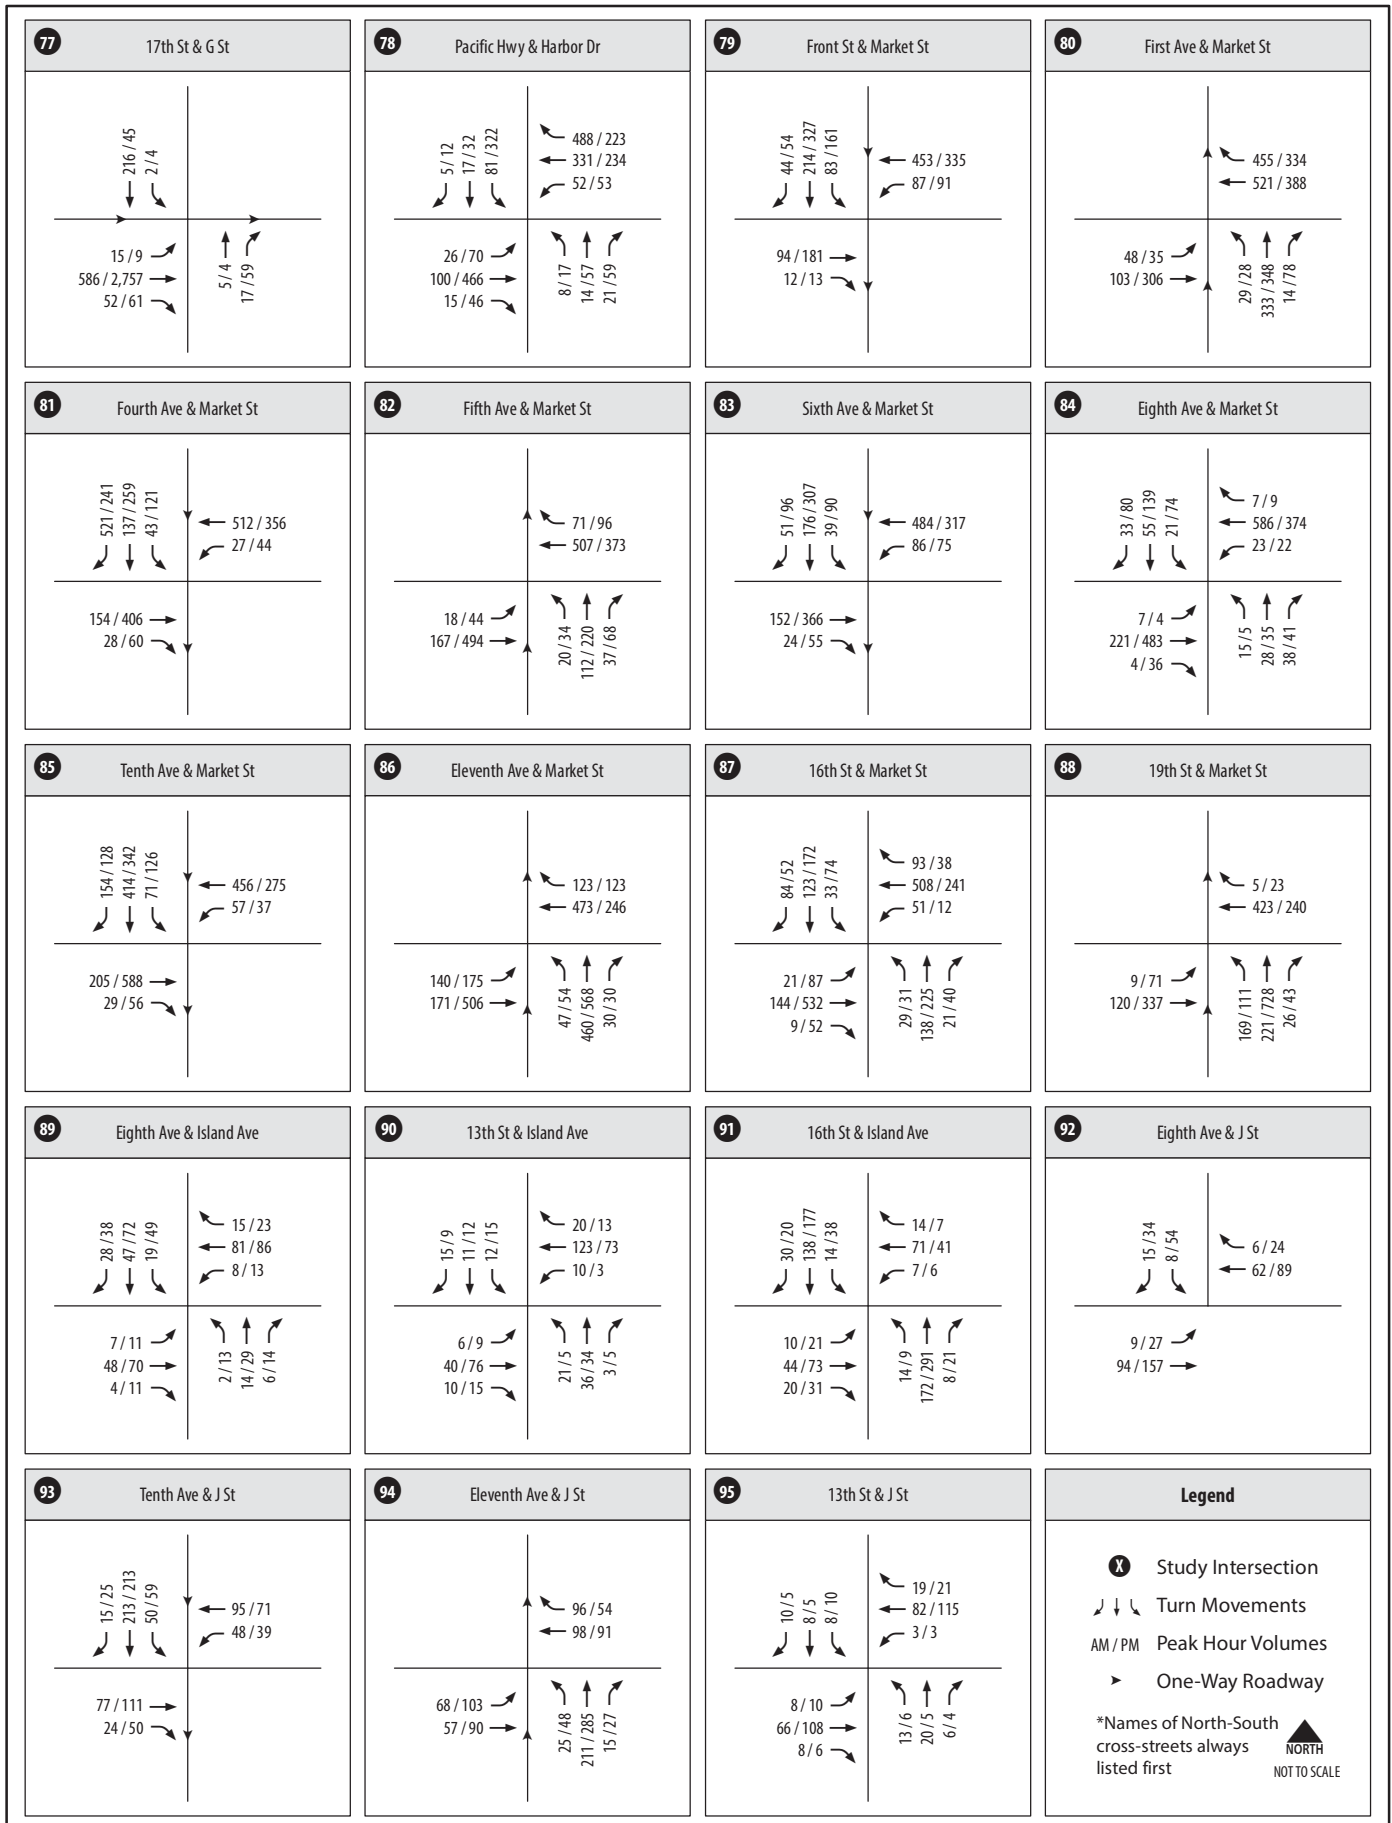 77
17th St & G St
216 / 45
2 / 4
15 / 9
586 / 2,757
52 / 61
5 / 4
17 / 59
78
Pacific Hwy & Harbor Dr
5 / 12
17 / 32
81 / 322
488 / 223
331 / 234
52 / 53
26 / 70
100 / 466
15 / 46
8 / 17
14 / 57
21 / 59
79
Front St & Market St
44 / 54
214 / 327
83 / 161
453 / 335
87 / 91
94 / 181
12 / 13
80
First Ave & Market St
455 / 334
521 / 388
48 / 35
103 / 306
29 / 28
333 / 348
14 / 78
81
Fourth Ave & Market St
521 / 241
137 / 259
43 / 121
512 / 356
27 / 44
154 / 406
28 / 60
82
Fifth Ave & Market St
71 / 96
507 / 373
18 / 44
167 / 494
20 / 34
112 / 220
37 / 68
83
Sixth Ave & Market St
51 / 96
176 / 307
39 / 90
484 / 317
86 / 75
152 / 366
24 / 55
84
Eighth Ave & Market St
33 / 80
55 / 139
21 / 74
7 / 9
586 / 374
23 / 22
7 / 4
221 / 483
4 / 36
15 / 5
28 / 35
38 / 41
85
Tenth Ave & Market St
154 / 128
414 / 342
71 / 126
456 / 275
57 / 37
205 / 588
29 / 56
86
Eleventh Ave & Market St
123 / 123
473 / 246
140 / 175
171 / 506
47 / 54
460 / 568
30 / 30
87
16th St & Market St
84 / 52
123 / 172
33 / 74
93 / 38
508 / 241
51 / 12
21 / 87
144 / 532
9 / 52
29 / 31
138 / 225
21 / 40
88
19th St & Market St
5 / 23
423 / 240
9 / 71
120 / 337
169 / 111
221 / 728
26 / 43
89
Eighth Ave & Island Ave
28 / 38
47 / 72
19 / 49
15 / 23
81 / 86
8 / 13
7 / 11
48 / 70
4 / 11
2 / 13
14 / 29
6 / 14
90
13th St & Island Ave
15 / 9
11 / 12
12 / 15
20 / 13
123 / 73
10 / 3
6 / 9
40 / 76
10 / 15
21 / 5
36 / 34
3 / 5
91
16th St & Island Ave
30 / 20
138 / 177
14 / 38
14 / 7
71 / 41
7 / 6
10 / 21
44 / 73
20 / 31
14 / 9
172 / 291
8 / 21
92
Eighth Ave & J St
15 / 34
8 / 54
6 / 24
62 / 89
9 / 27
94 / 157
93
Tenth Ave & J St
15 / 25
213 / 213
50 / 59
95 / 71
48 / 39
77 / 111
24 / 50
94
Eleventh Ave & J St
96 / 54
98 / 91
68 / 103
57 / 90
25 / 48
211 / 285
15 / 27
95
13th St & J St
10 / 5
8 / 5
8 / 10
19 / 21
82 / 115
3 / 3
8 / 10
66 / 108
8 / 6
13 / 6
20 / 5
6 / 4
Legend
X Study Intersection
Turn Movements
AM / PM Peak Hour Volumes
One-Way Roadway
*Names of North-South
cross-streets always
listed first
NORTH
NOT TO SCALE